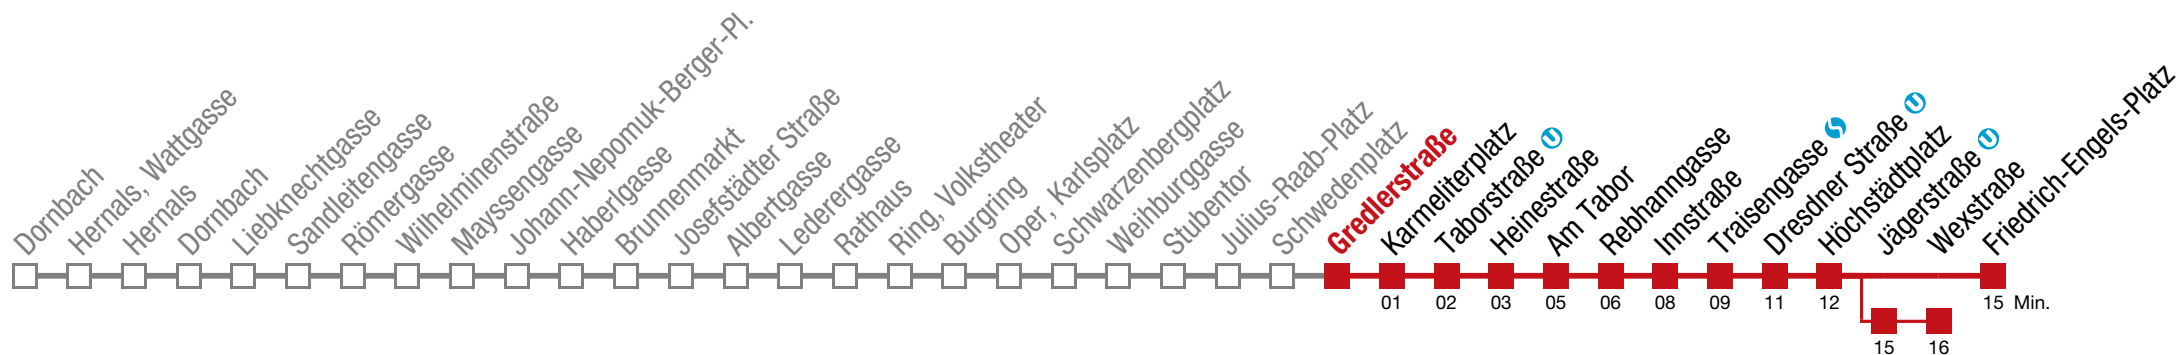 Dornbach
Hernals, Wattgasse
Hernals
Dornbach
Liebknechtgasse
Sandleitengasse
Römergasse
Wilhelminenstraße
Mayssengasse
Johann-Nepomuk-Berger-Pl.
Haberlgasse
Brunnenmarkt
Josefstädter Straße
Albertgasse
Lederergasse
Rathaus
Ring, Volkstheater
Burgring
Oper, Karlsplatz
Schwarzenbergplatz
Weihburggasse
Stubentor
Julius-Raab-Platz
Schwedenplatz
Gredlerstraße
Karmeliterplatz
Taborstraße U
Heinestraße
Am Tabor
Rebhanngasse
Innstraße
Traisengasse S
Dresdner Straße U
Höchstädtplatz
Jägerstraße U
Wexstraße
Friedrich-Engels-Platz
01 02 03 05 06 08 09 11 12 15 Min.
15 16